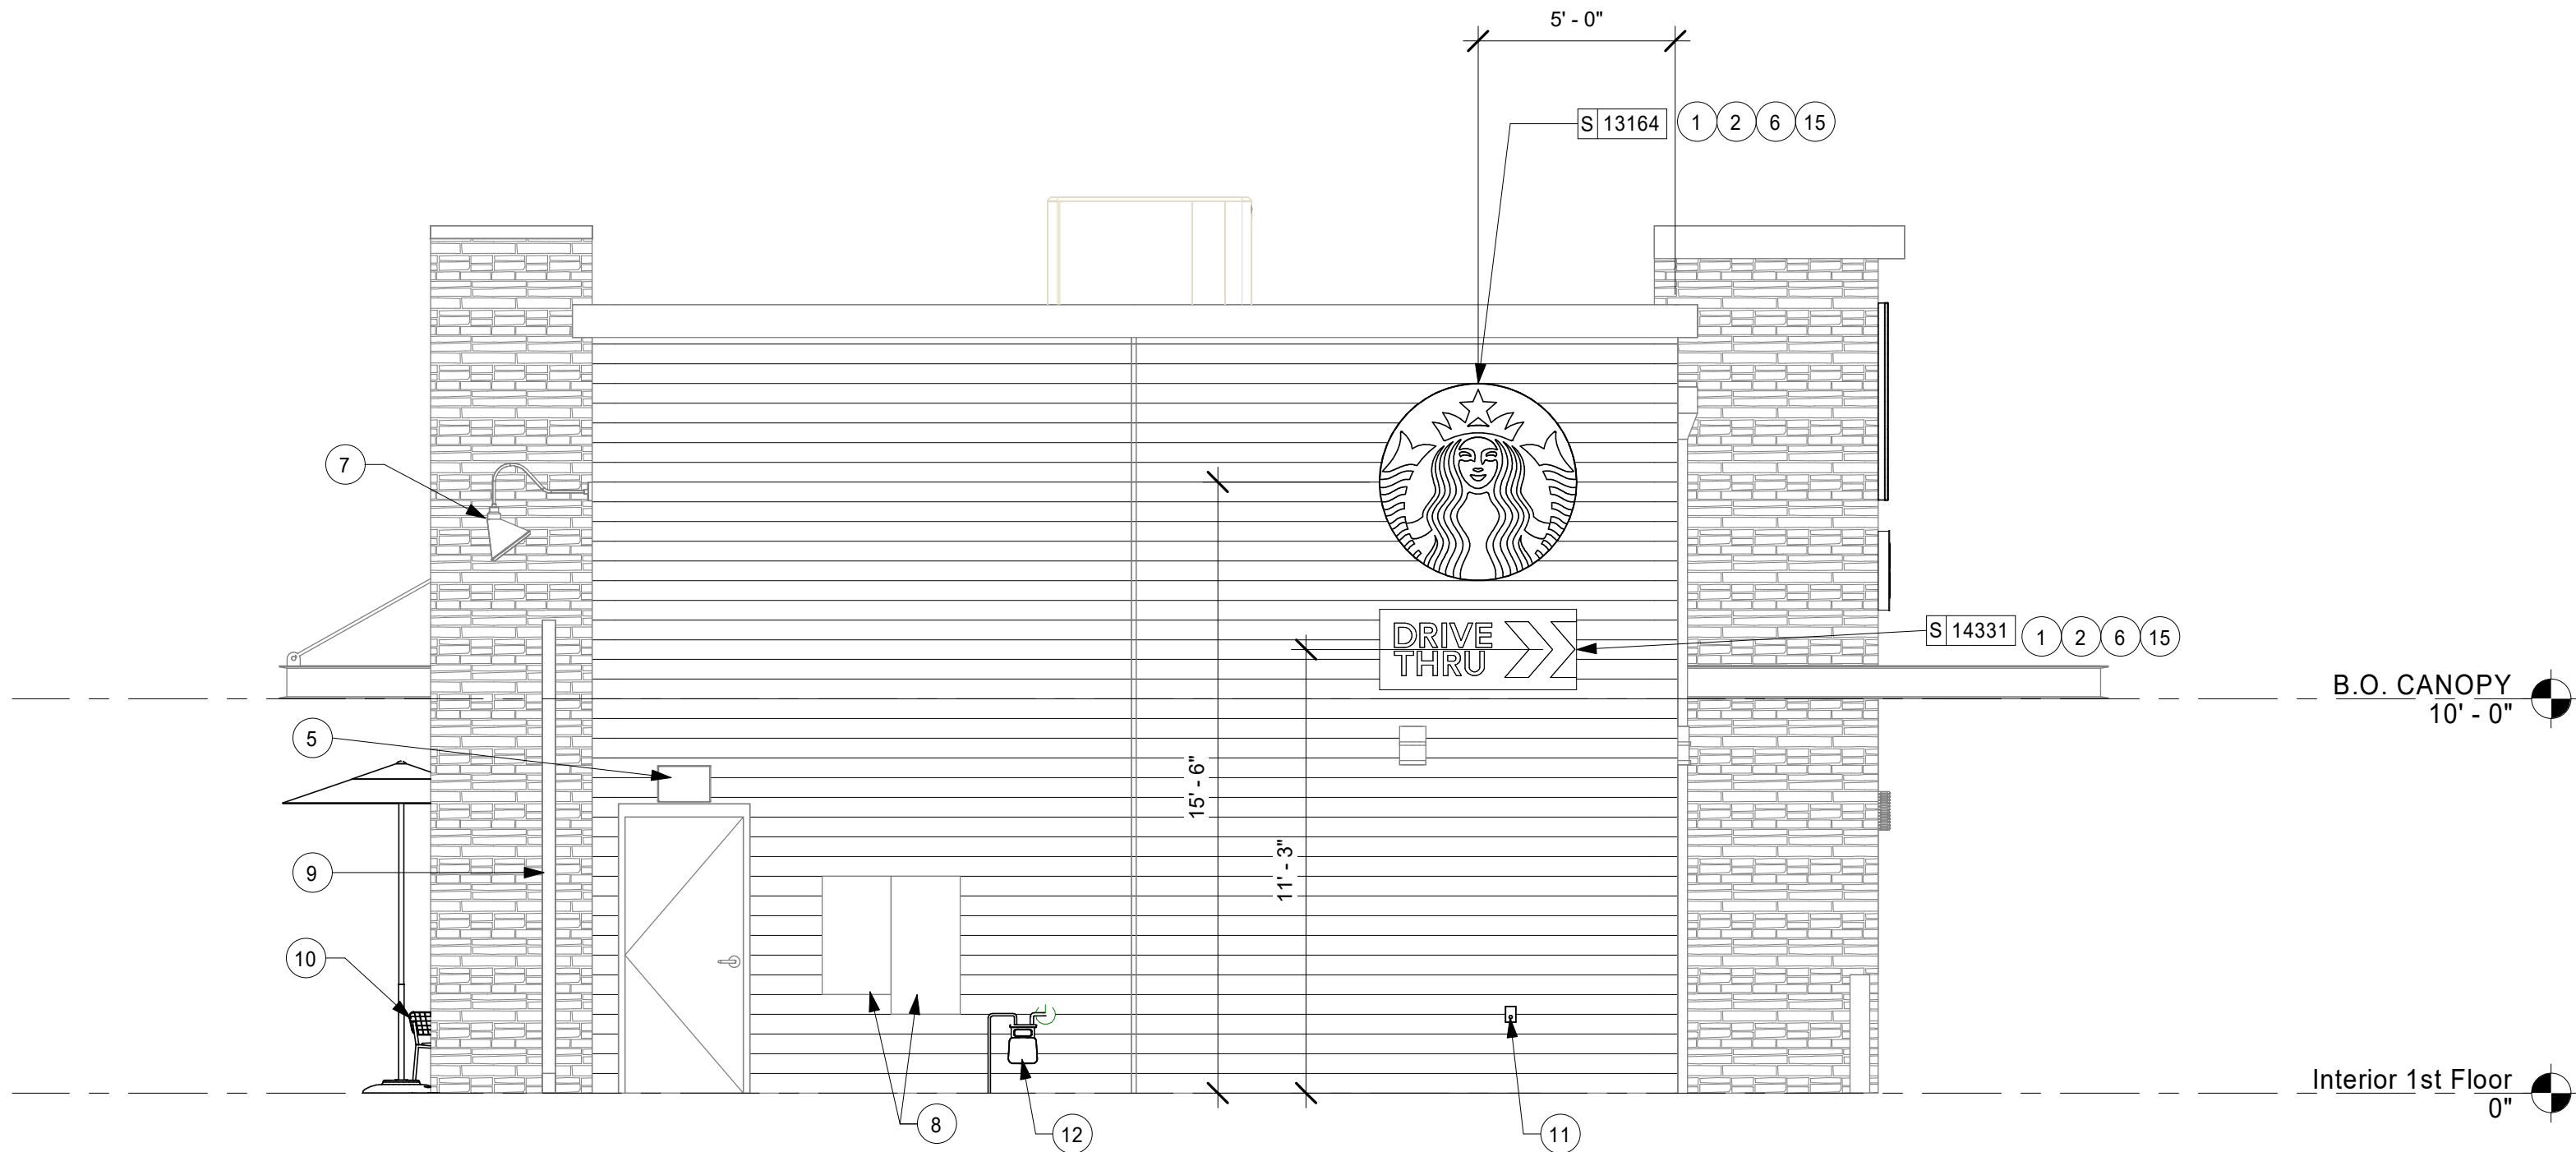 5' - 0"
S 13164 1 2 6 15
7
DRIVE
THRU
S 14331 1 2 6 15
B.O. CANOPY
10' - 0"
5
15' - 6"
11' - 3"
9
10
Interior 1st Floor
0"
8
12
11